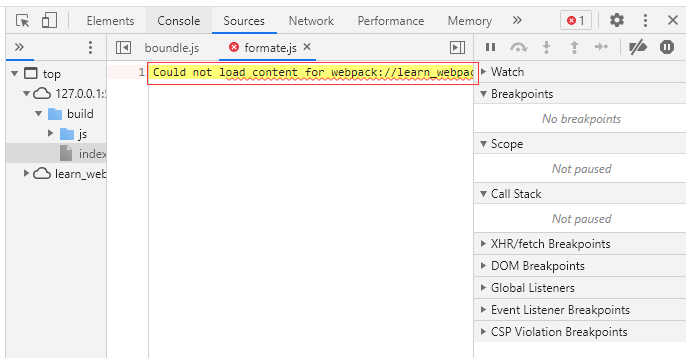 Elements Console Sources Network Performance Memory » 1
» boundle.js formate.js ×
top
127.0.0.1:5
build
js
index
learn_web
1 Could not load content for webpack://learn_webpac
Watch
Breakpoints
No breakpoints
Scope
Not paused
Call Stack
Not paused
XHR/fetch Breakpoints
DOM Breakpoints
Global Listeners
Event Listener Breakpoints
CSP Violation Breakpoints